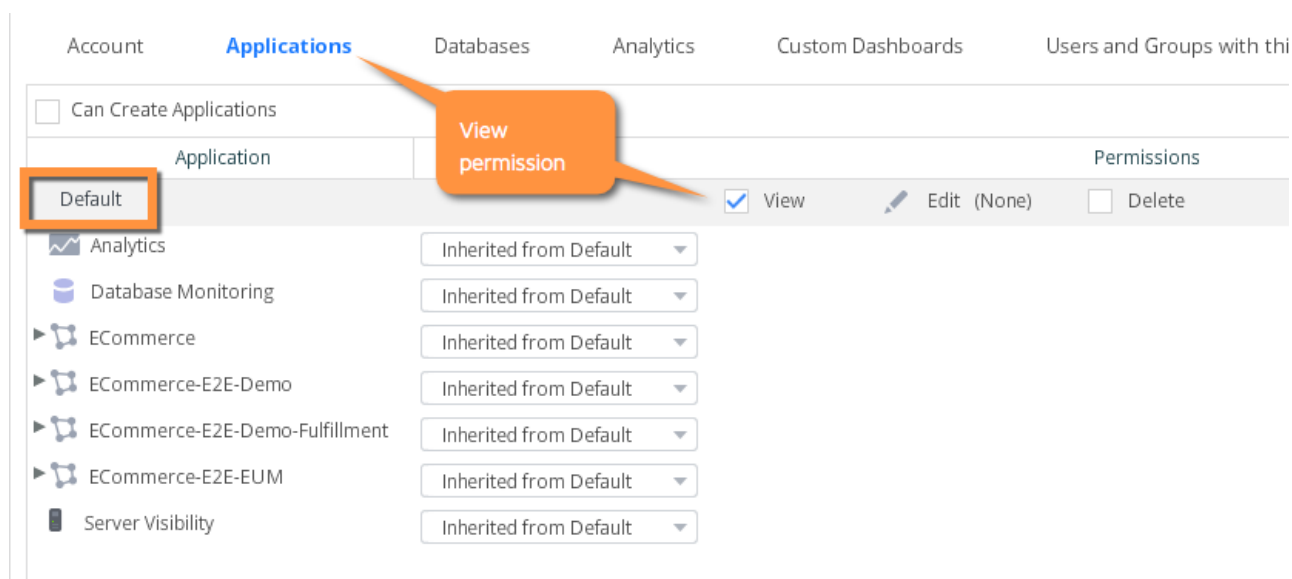 Account Applications Databases Analytics Custom Dashboards Users and Groups with thi
Can Create Applications
View
permission
Application Permissions
Default View Edit (None) Delete
Analytics Inherited from Default
Database Monitoring Inherited from Default
ECommerce Inherited from Default
ECommerce-E2E-Demo Inherited from Default
ECommerce-E2E-Demo-Fulfillment Inherited from Default
ECommerce-E2E-EUM Inherited from Default
Server Visibility Inherited from Default